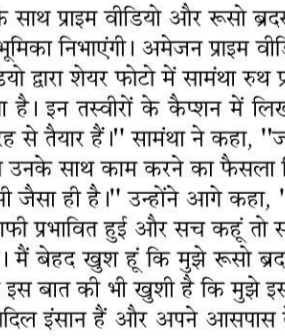 के साथ प्राइम वीडियो और रूसो ब्रदर्स
भूमिका निभाएंगी। अमेजन प्राइम वीडि
यो द्वारा शेयर फोटो में सामंथा रुथ प्र
ा है। इन तस्वीरों के कैप्शन में लिख
रह से तैयार हैं।'' सामंथा ने कहा, ''ज
उनके साथ काम करने का फैसला
मी जैसा ही है।'' उन्होंने आगे कहा, '
फी प्रभावित हुई और सच कहूं तो स
। मैं बेहद खुश हूं कि मुझे रूसो ब्रद
इस बात की भी खुशी है कि मुझे इस
दिल इंसान हैं और अपने आसपास